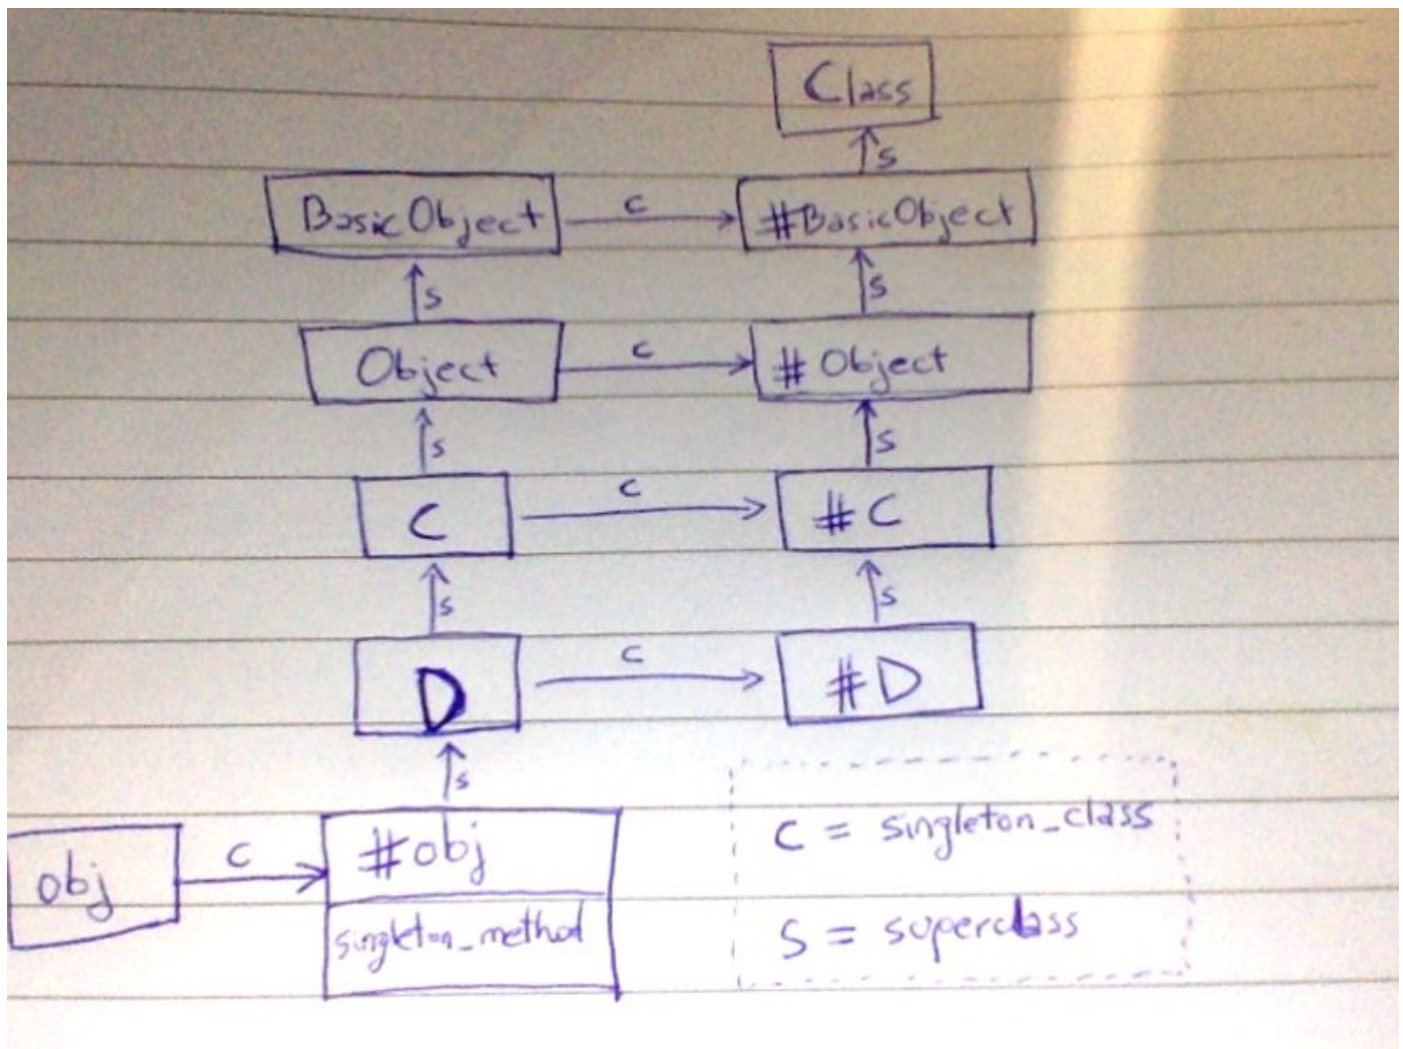 Class
s
BasicObject c #BasicObject
s s
Object c # Object
s s
C c # C
s s
D c # D
s
obj c #obj
singleton_method
C = singleton_class
S = superclass